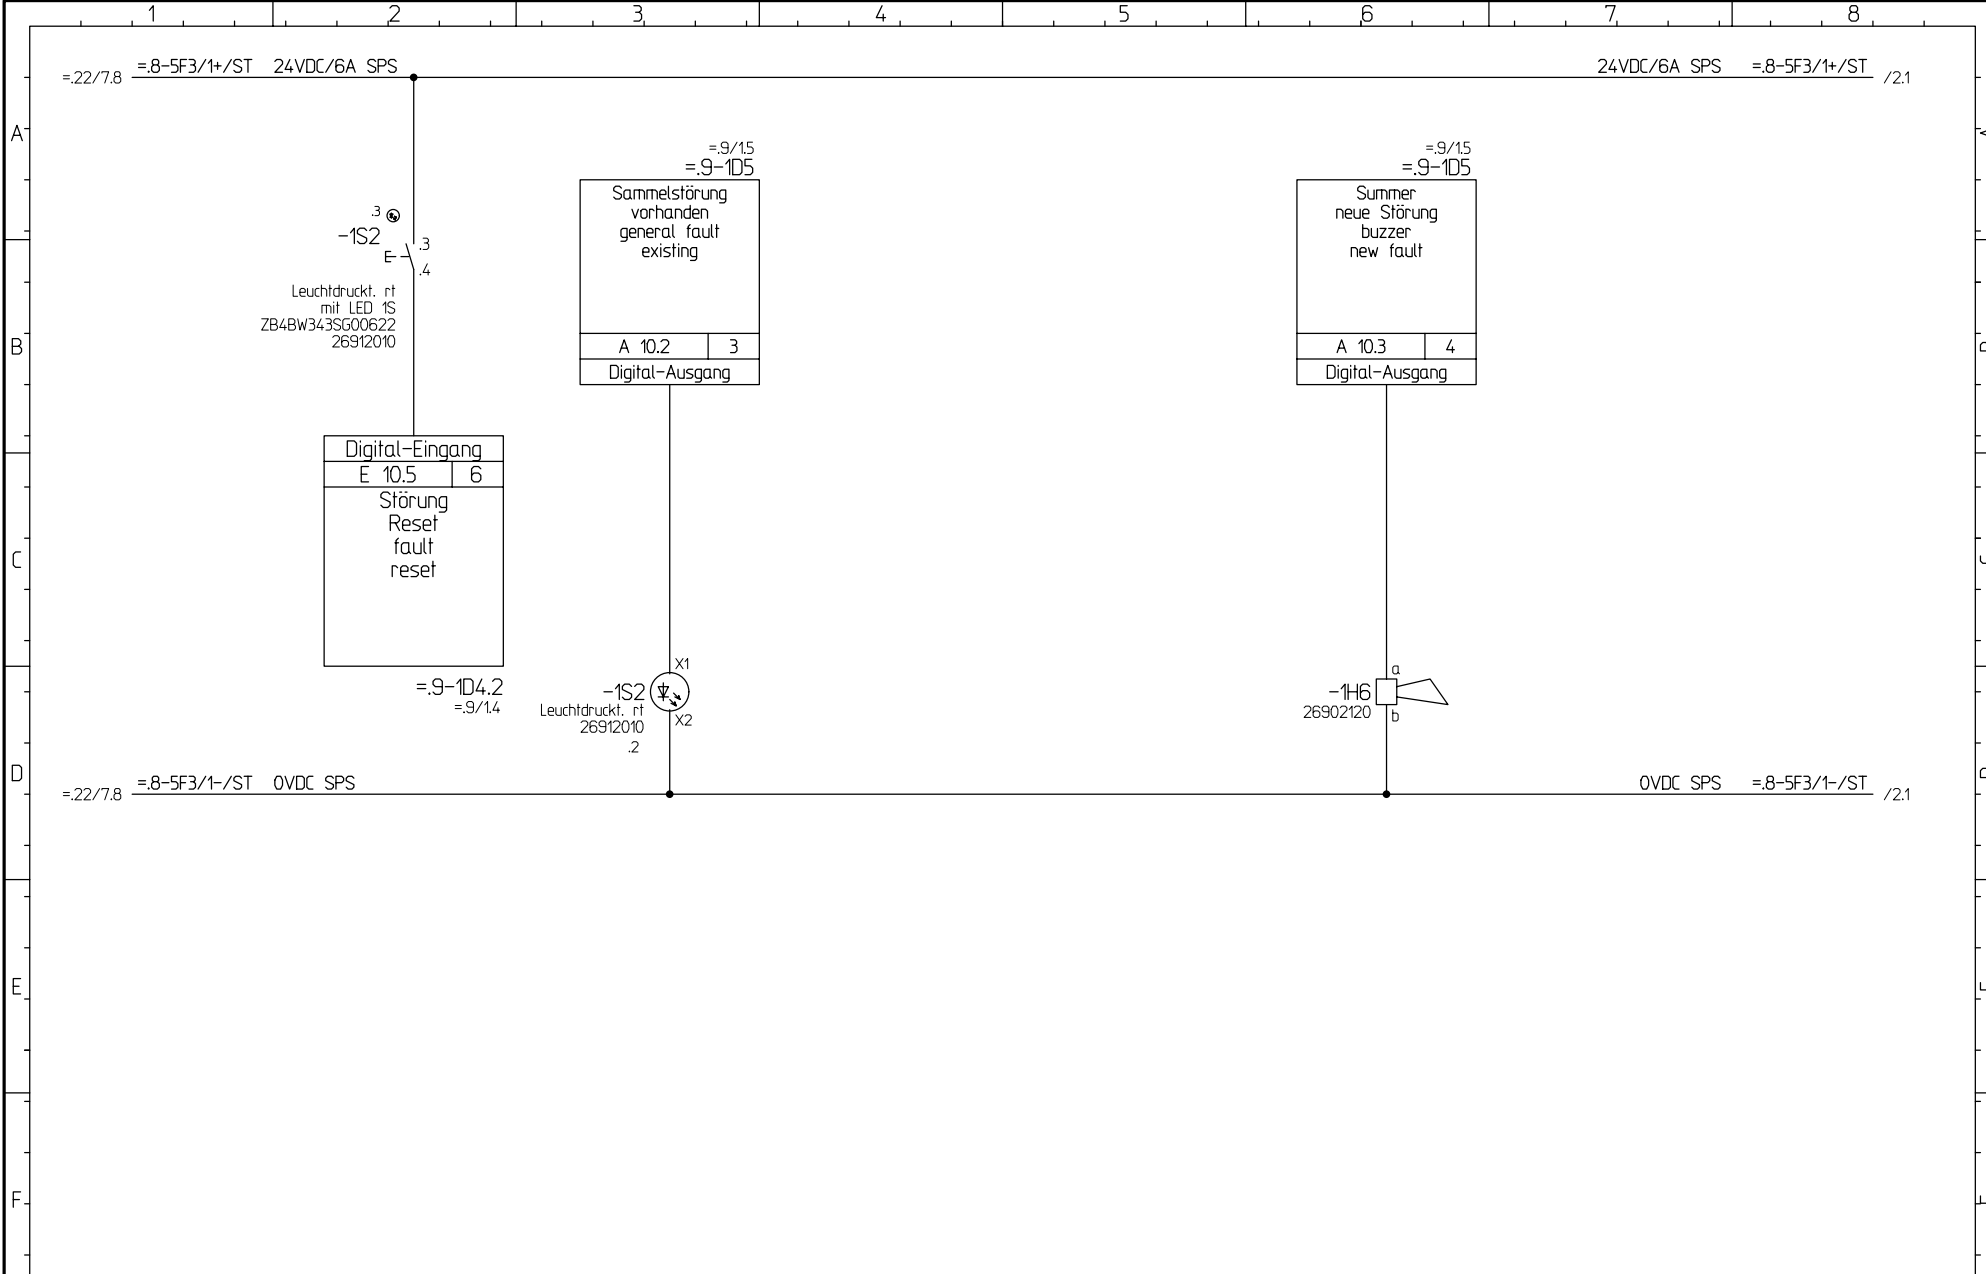 1 2 3 4 5 6 7 8
=.22/7.8 =.8-5F3/1+/ST 24VDC/6A SPS 24VDC/6A SPS =.8-5F3/1+/ST /2.1
A
=.9/1.5
=.9-1D5
Sammelstörung
vorhanden
general fault
existing
A 10.2 3
Digital-Ausgang
=.9/1.5
=.9-1D5
Summer
neue Störung
buzzer
new fault
A 10.3 4
Digital-Ausgang
.3
-1S2
.3
.4
Leuchtdruckt. rt
mit LED 1S
ZB4BW343SG00622
26912010
B
Digital-Eingang
E 10.5 6
Störung
Reset
fault
reset
=.9-1D4.2
=.9/1.4
C
X1
-1S2
Leuchtdruckt. rt
26912010
X2
.2
a
-1H6
26902120
b
D
=.22/7.8 =.8-5F3/1-/ST 0VDC SPS 0VDC SPS =.8-5F3/1-/ST /2.1
E
F